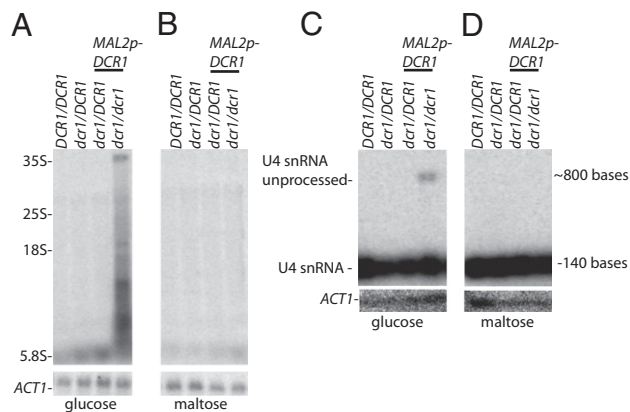 A
B
C
D
MAL2p-
DCR1
MAL2p-
DCR1
MAL2p-
DCR1
MAL2p-
DCR1
DCR1/DCR1
dcr1/DCR1
dcr1/DCR1
dcr1/dcr1
DCR1/DCR1
dcr1/DCR1
dcr1/DCR1
dcr1/dcr1
DCR1/DCR1
dcr1/DCR1
dcr1/DCR1
dcr1/dcr1
DCR1/DCR1
dcr1/DCR1
dcr1/DCR1
dcr1/dcr1
35S-
25S-
18S-
5.8S-
ACT1-
glucose
maltose
U4 snRNA
unprocessed-
U4 snRNA -
ACT1-
~800 bases
-140 bases
glucose
maltose